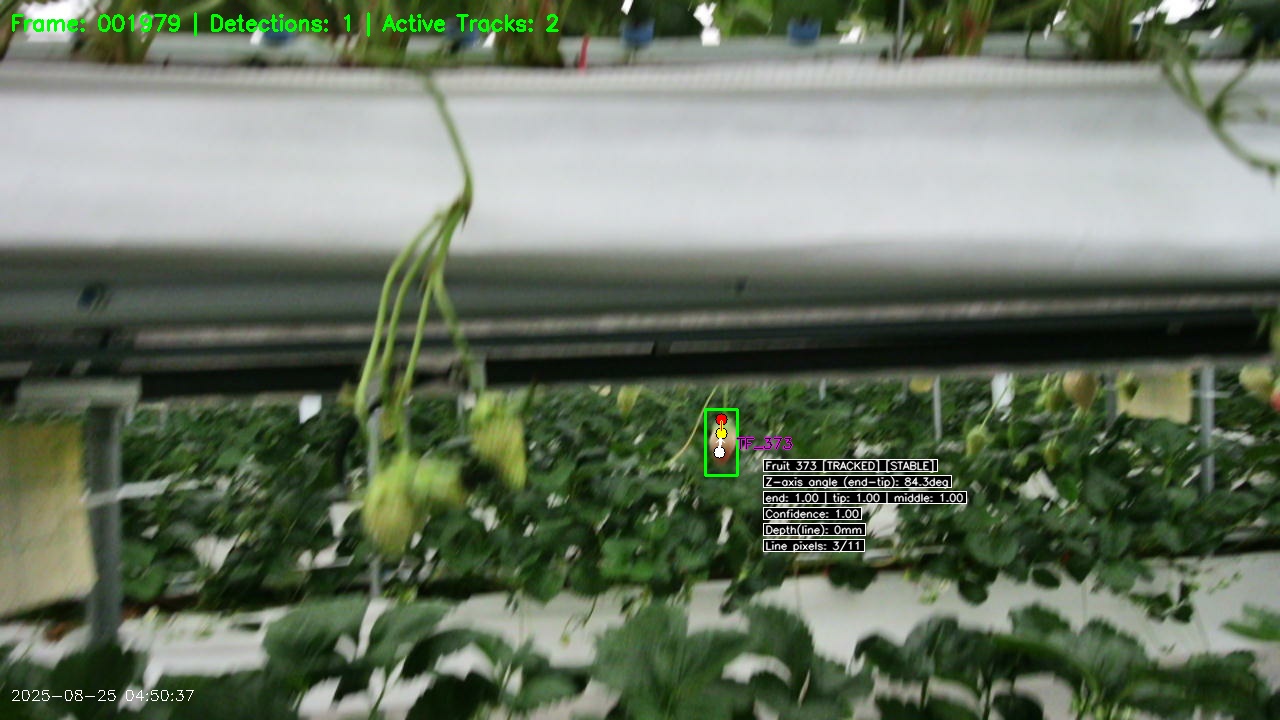 Frame: 001979 | Detections: 1 | Active Tracks: 2
TF_373
Fruit 373 [TRACKED] [STABLE]
Z-axis angle (end-tip): 84.3deg
end: 1.00 | tip: 1.00 | middle: 1.00
Confidence: 1.00
Depth(line): 0mm
Line pixels: 3/11
2025-08-25 04:50:37